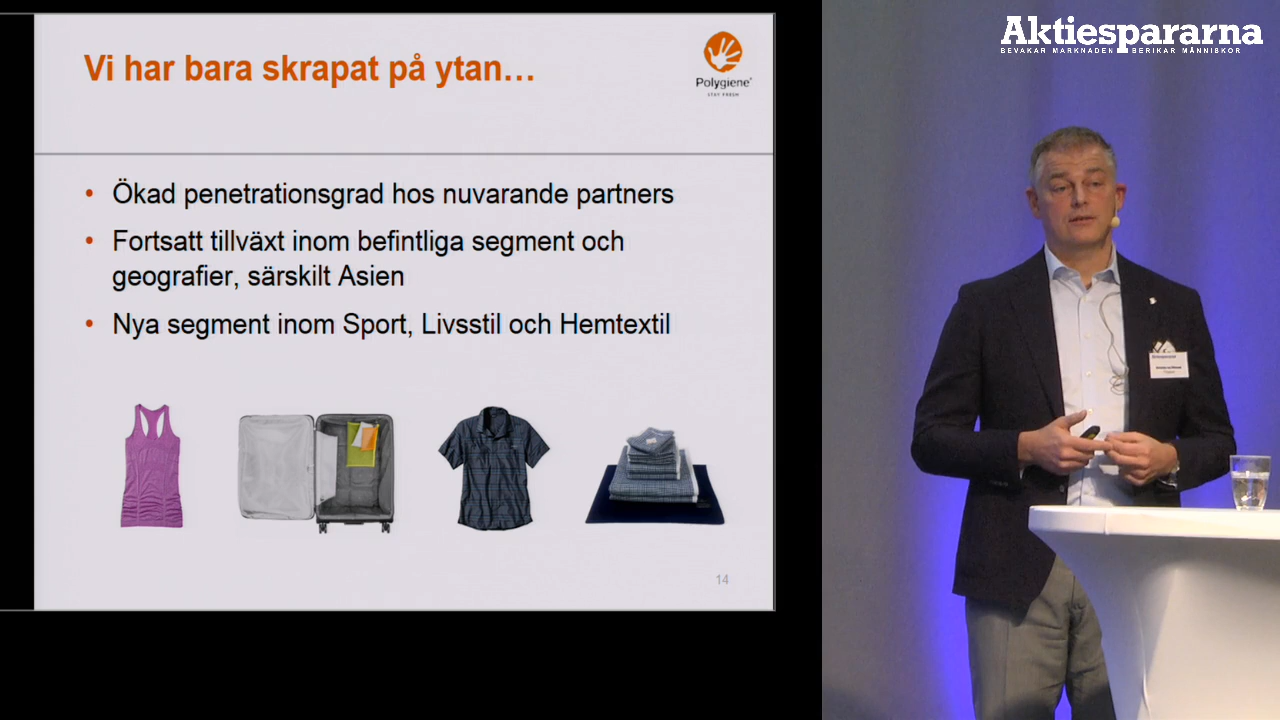 Vi har bara skrapat på ytan…
Polygiene®
STAY FRESH
• Ökad penetrationsgrad hos nuvarande partners
• Fortsatt tillväxt inom befintliga segment och
geografier, särskilt Asien
• Nya segment inom Sport, Livsstil och Hemtextil
14
Aktiespararna
BEVAKAR MARKNADEN BERIKAR MÄNNISKOR